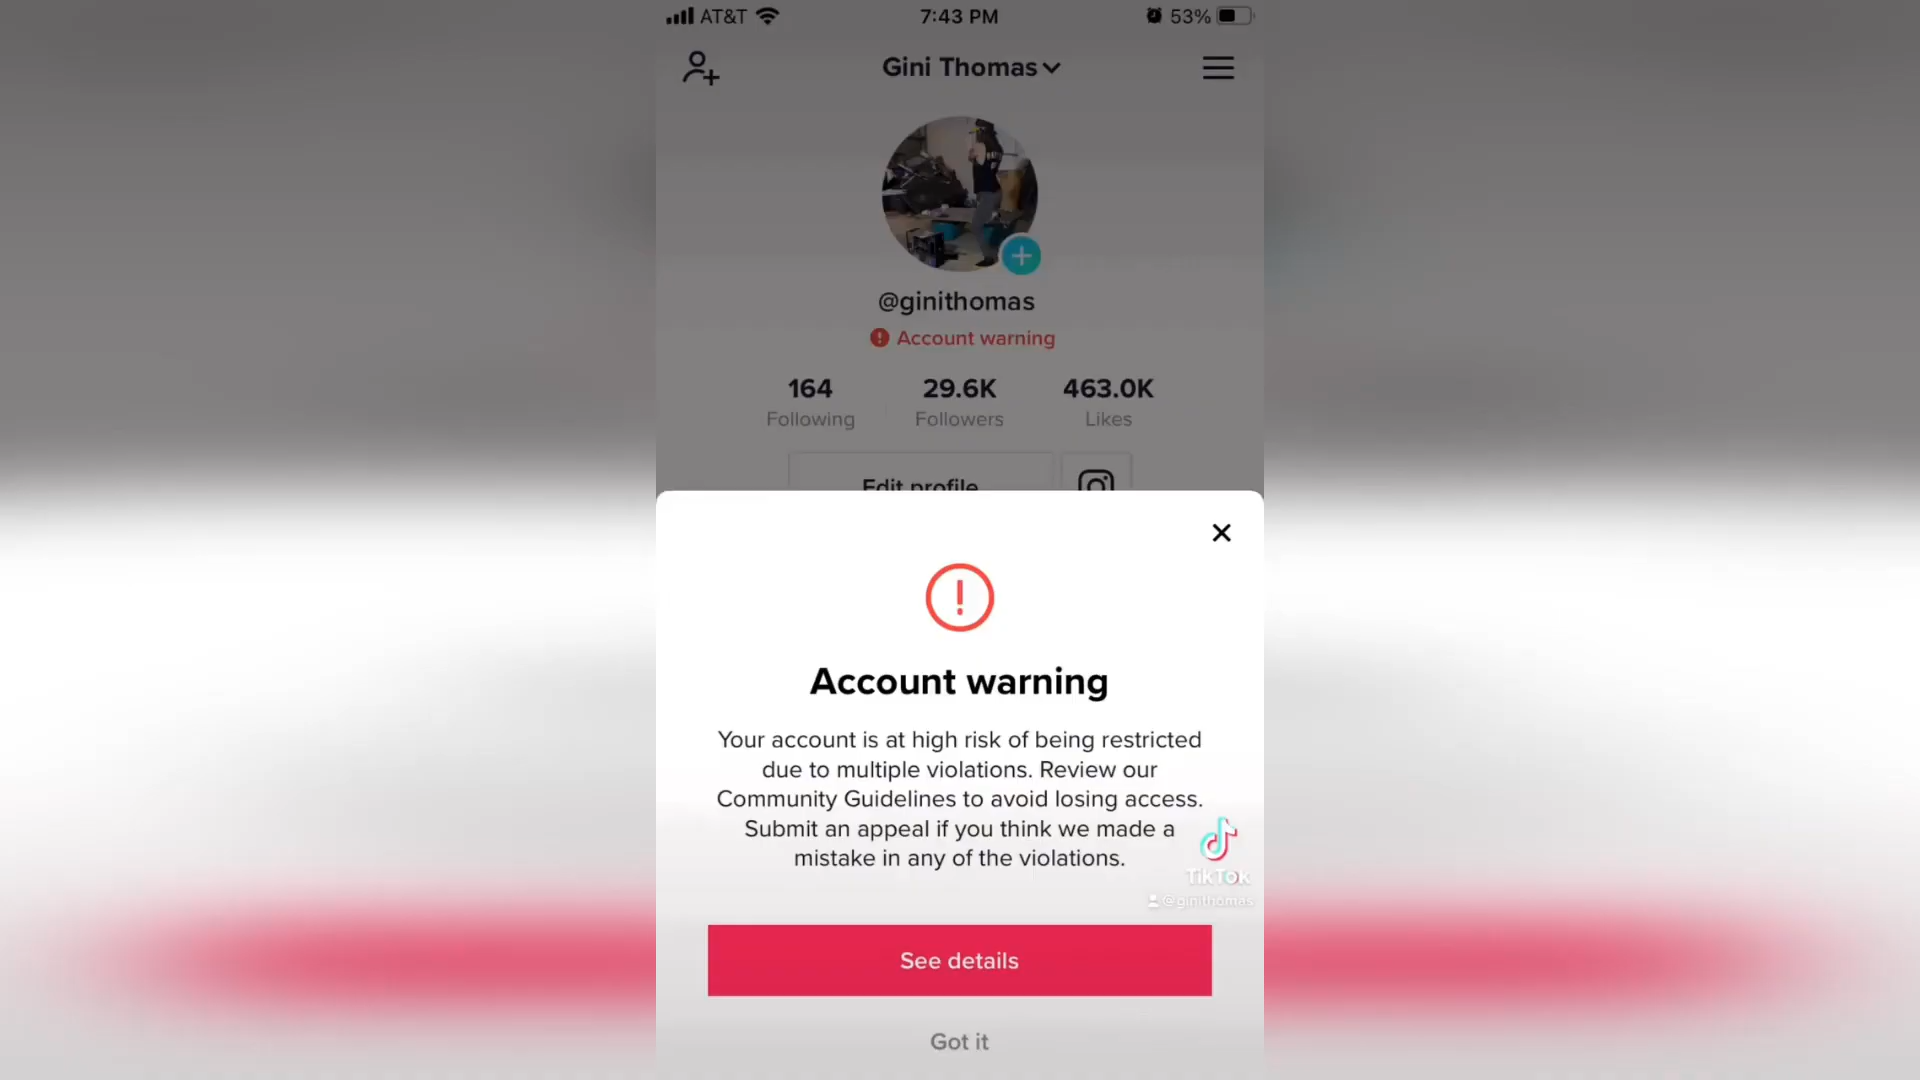 AT&T 7:43 PM 53%
Gini Thomas
@ginithomas
Account warning
164 29.6K 463.0K
Following Followers Likes
Edit profile
Account warning
Your account is at high risk of being restricted
due to multiple violations. Review our
Community Guidelines to avoid losing access.
Submit an appeal if you think we made a
mistake in any of the violations.
TikTok
@ginithomas
See details
Got it